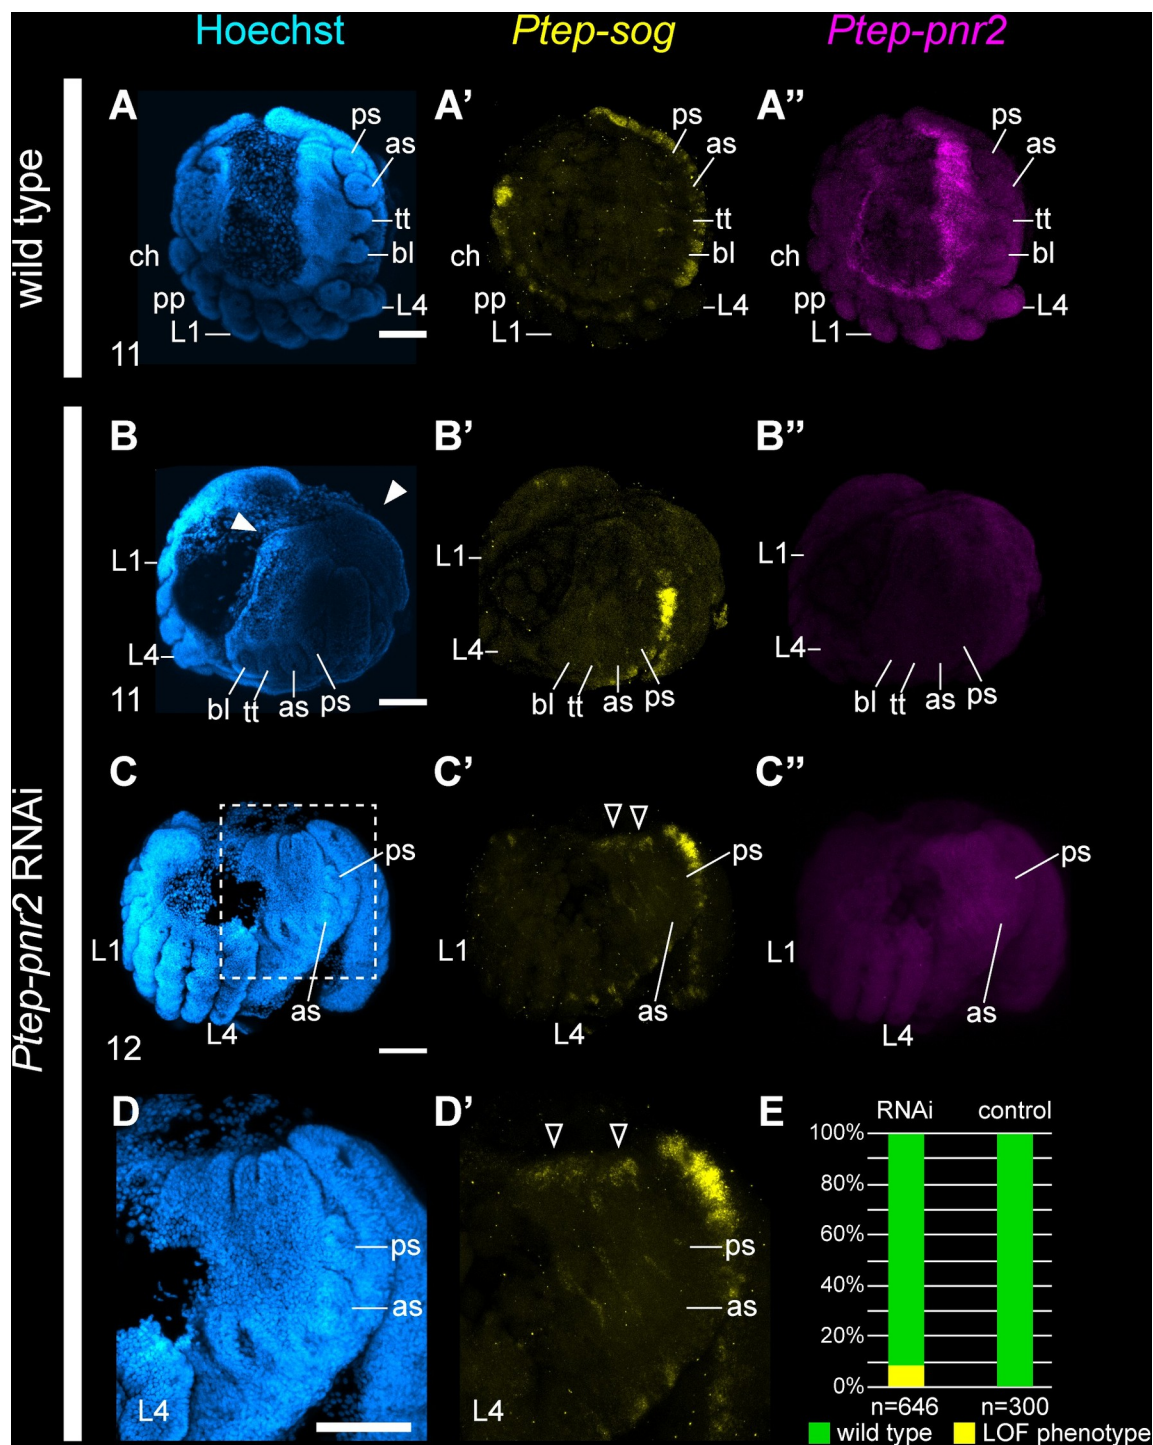 Hoechst Ptep-sog Ptep-pnr2
wild type
A ps as tt bl ch pp L1 L4 11
A’ ps as tt bl ch pp L1 L4
A’’ ps as tt bl ch pp L1 L4
Ptep-pnr2 RNAi
B L1 L4 bl tt as ps 11
B’ L1 L4 bl tt as ps
B’’ L1 L4 bl tt as ps
C ps L1 as L4 12
C’ ps L1 as L4
C’’ ps L1 as L4
D ps as L4
D’ ps as L4
E RNAi control
100%
80%
60%
40%
20%
0%
n=646 n=300
wild type LOF phenotype